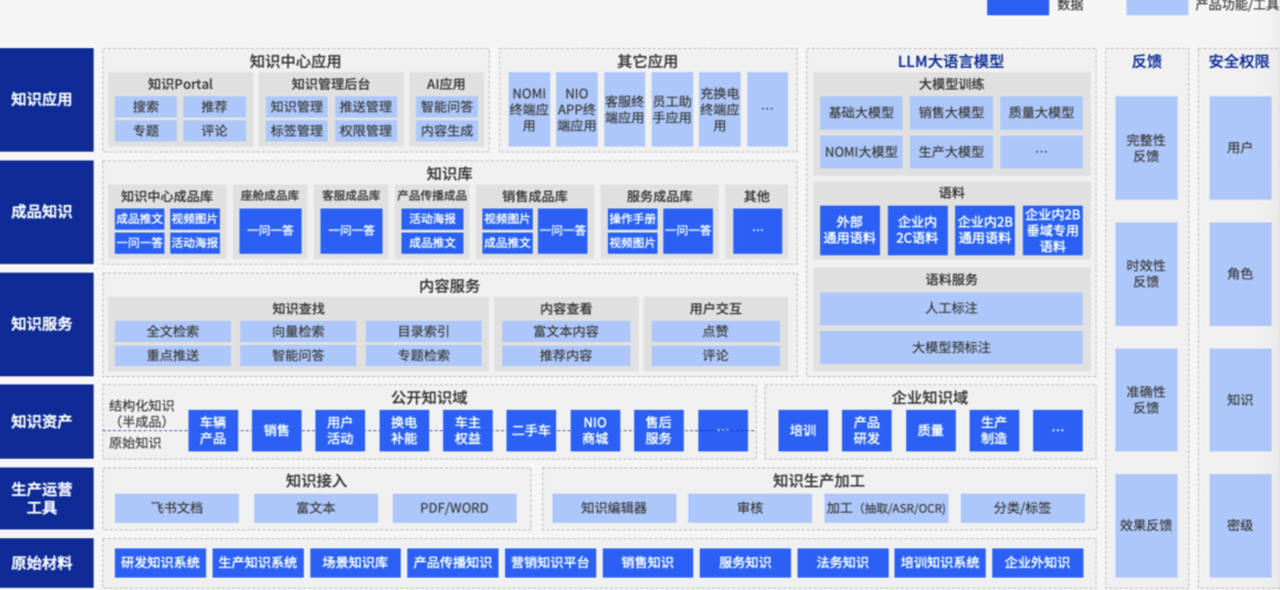 数据
产品功能/工具
知识应用
知识中心应用
知识Portal
搜索
推荐
专题
评论
知识管理后台
知识管理
推送管理
标签管理
权限管理
AI应用
智能问答
内容生成
其它应用
NOMI
终端应
用
NIO
APP终
端应用
客服终
端应用
员工助
手应用
充换电
终端应
用
...
LLM大语言模型
大模型训练
基础大模型
销售大模型
质量大模型
NOMI大模型
生产大模型
...
语料
外部
通用语料
企业内
2C语料
企业内2B
通用语料
企业内2B
垂域专用
语料
语料服务
人工标注
大模型预标注
反馈
完整性
反馈
时效性
反馈
准确性
反馈
效果反馈
安全权限
用户
角色
知识
密级
成品知识
知识库
知识中心成品库
成品推文
视频图片
一问一答
活动海报
座舱成品库
一问一答
客服成品库
一问一答
产品传播成品
活动海报
成品推文
销售成品库
视频图片
成品推文
一问一答
服务成品库
操作手册
视频图片
一问一答
其他
...
知识服务
内容服务
知识查找
全文检索
向量检索
目录索引
重点推送
智能问答
专题检索
内容查看
富文本内容
推荐内容
用户交互
点赞
评论
知识资产
公开知识域
结构化知识
(半成品)
原始知识
车辆
产品
销售
用户
活动
换电
补能
车主
权益
二手车
NIO
商城
售后
服务
...
企业知识域
培训
产品
研发
质量
生产
制造
...
生产运营
工具
知识接入
飞书文档
富文本
PDF/WORD
知识生产加工
知识编辑器
审核
加工(抽取/ASR/OCR)
分类/标签
原始材料
研发知识系统
生产知识系统
场景知识库
产品传播知识
营销知识平台
销售知识
服务知识
法务知识
培训知识系统
企业外知识